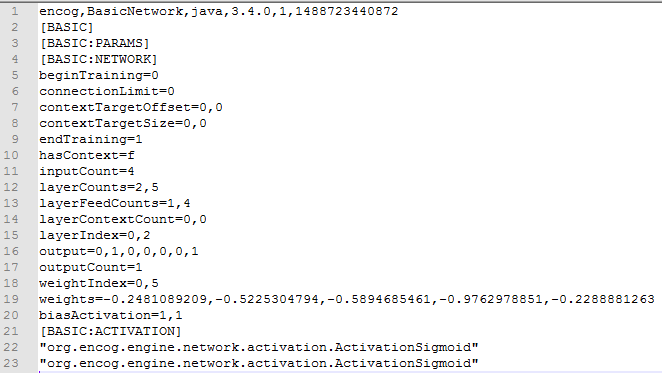 1 encog,BasicNetwork,java,3.4.0,1,1488723440872
2 [BASIC]
3 [BASIC:PARAMS]
4 [BASIC:NETWORK]
5 beginTraining=0
6 connectionLimit=0
7 contextTargetOffset=0,0
8 contextTargetSize=0,0
9 endTraining=1
10 hasContext=f
11 inputCount=4
12 layerCounts=2,5
13 layerFeedCounts=1,4
14 layerContextCount=0,0
15 layerIndex=0,2
16 output=0,1,0,0,0,0,1
17 outputCount=1
18 weightIndex=0,5
19 weights=-0.2481089209,-0.5225304794,-0.5894685461,-0.9762978851,-0.2288881263
20 biasActivation=1,1
21 [BASIC:ACTIVATION]
22 "org.encog.engine.network.activation.ActivationSigmoid"
23 "org.encog.engine.network.activation.ActivationSigmoid"